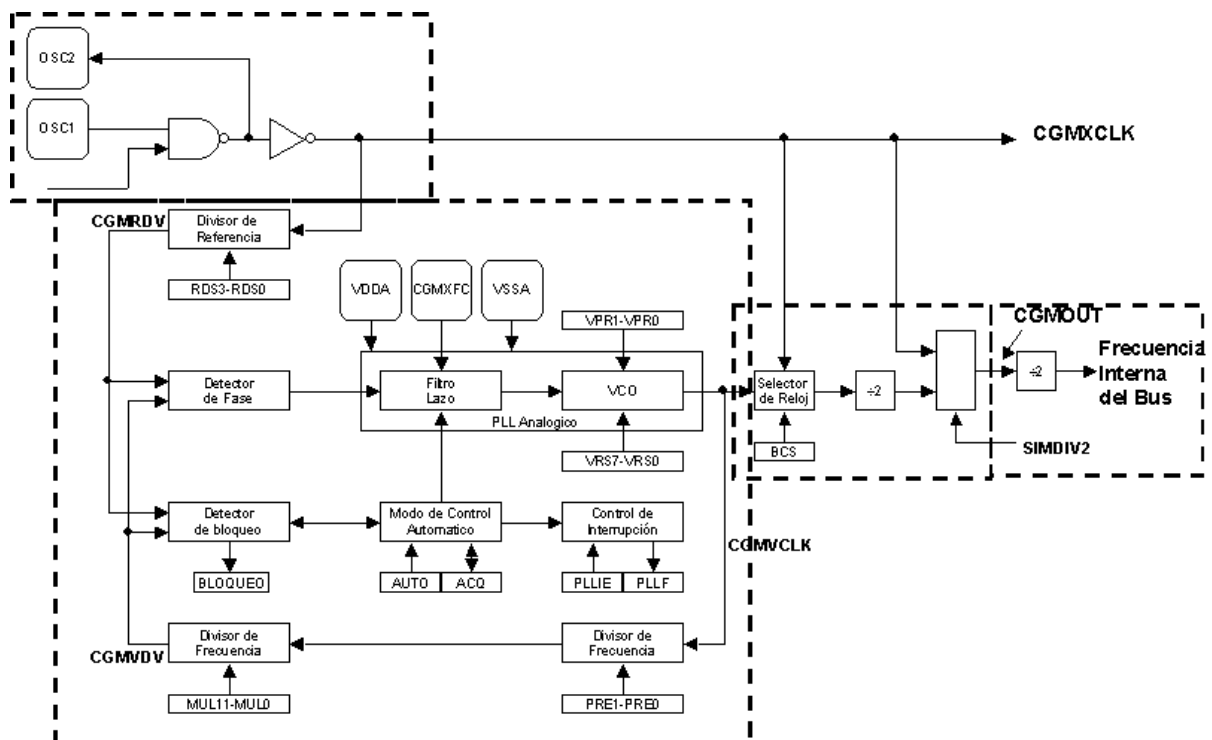 OSC2
OSC1
CGMXCLK
CGMRDV
Divisor de
Referencia
RDS3-RDS0
VDDA
CGMXFC
VSSA
VPR1-VPR0
Detector
de Fase
Filtro
Lazo
VCO
PLL Analogico
VRS7-VRS0
Selector
de Reloj
BCS
÷2
CGMOUT
÷2
Frecuencia
Interna
del Bus
SIMDIV2
Detector
de bloqueo
BLOQUEO
Modo de Control
Automatico
AUTO
ACQ
Control de
Interrupción
PLLIE
PLLF
CGMVCLK
CGMVDV
Divisor de
Frecuencia
MUL11-MUL0
Divisor de
Frecuencia
PRE1-PRE0